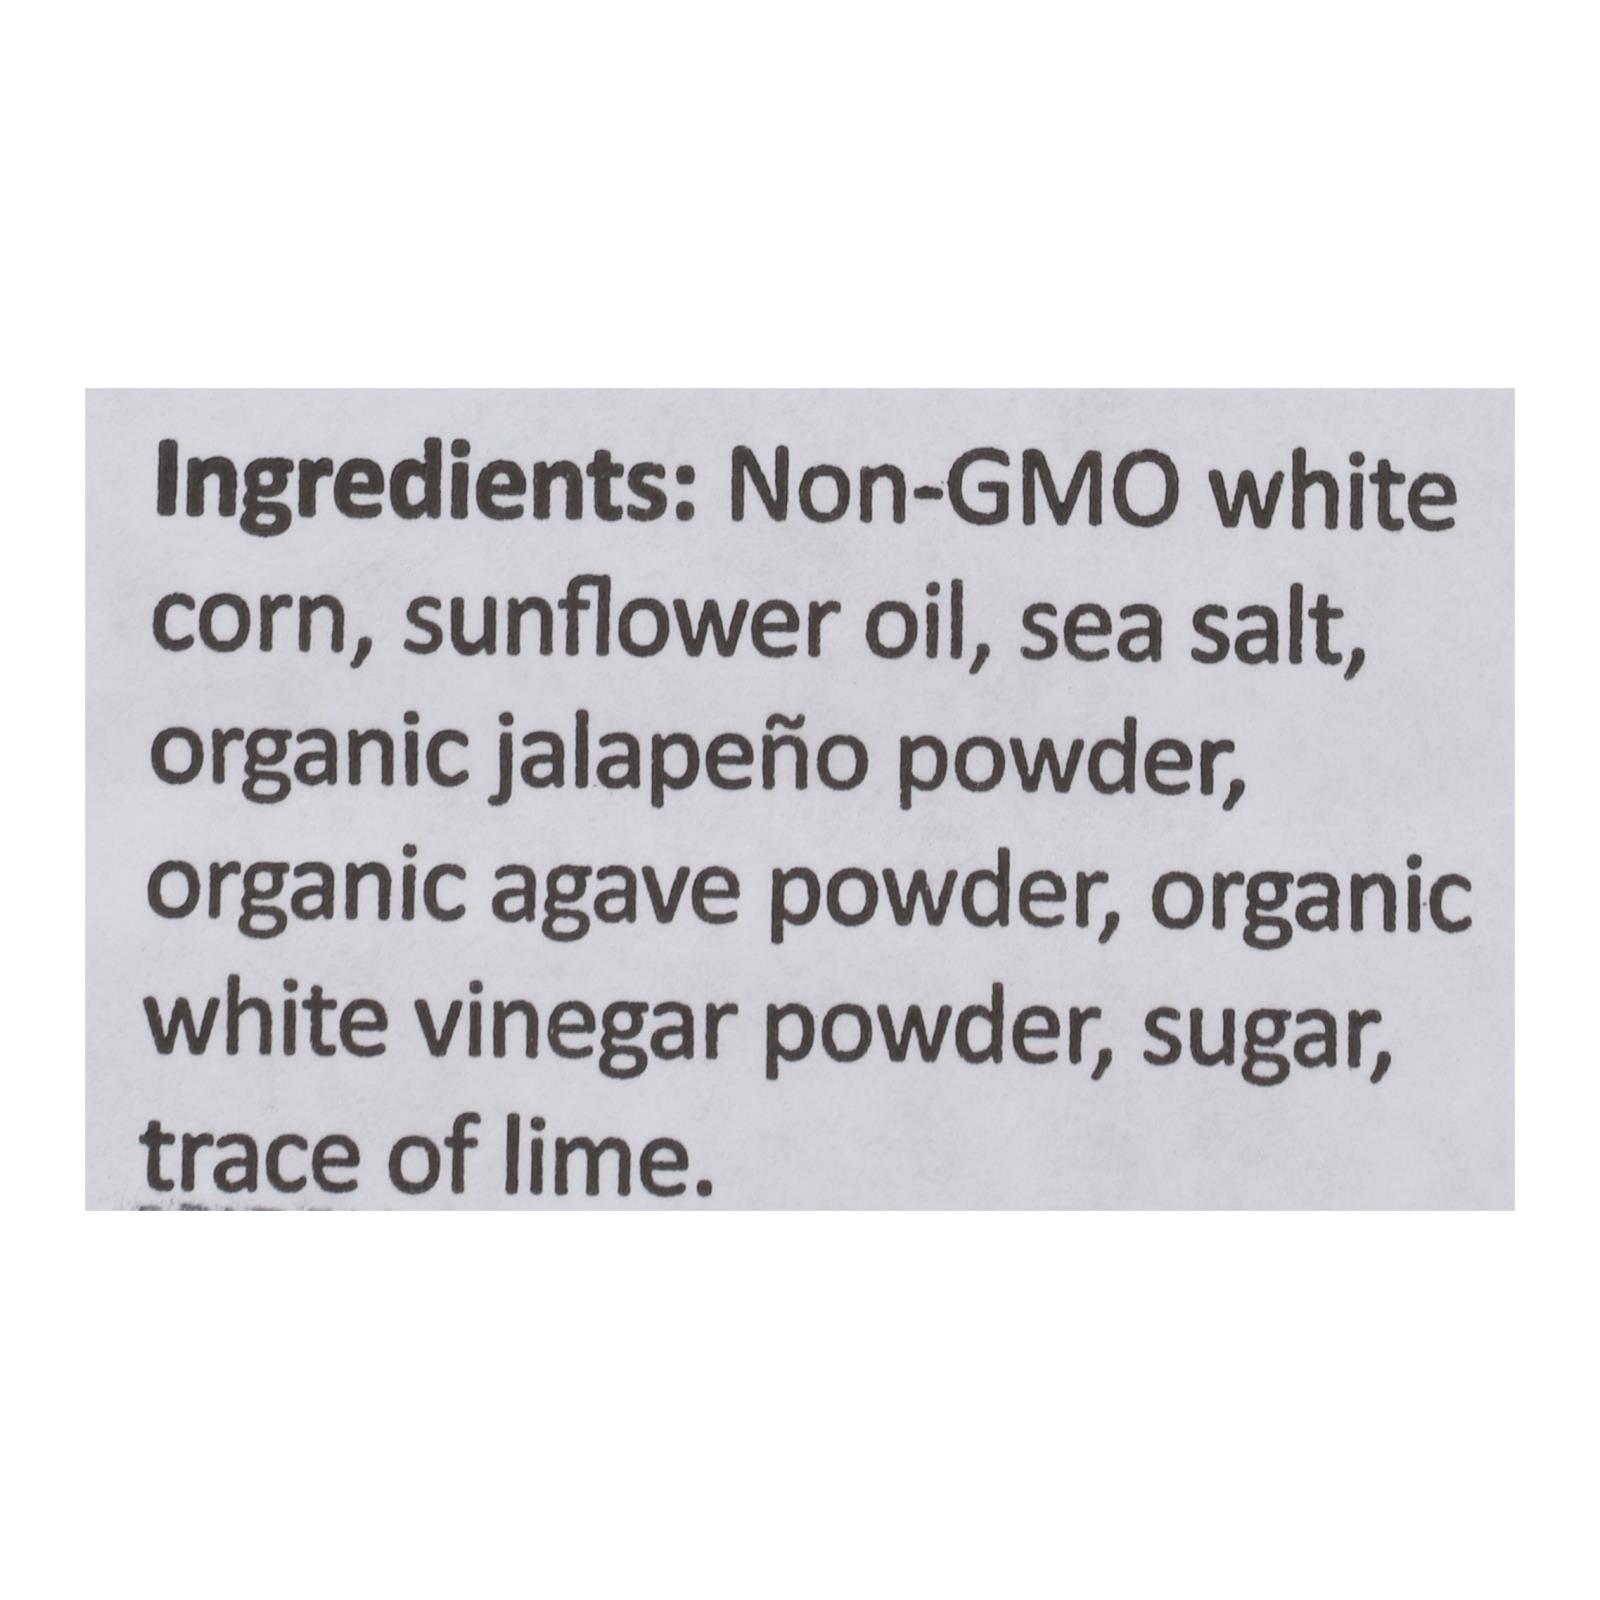 Ingredients: Non-GMO white
corn, sunflower oil, sea salt,
organic jalapeño powder,
organic agave powder, organic
white vinegar powder, sugar,
trace of lime.